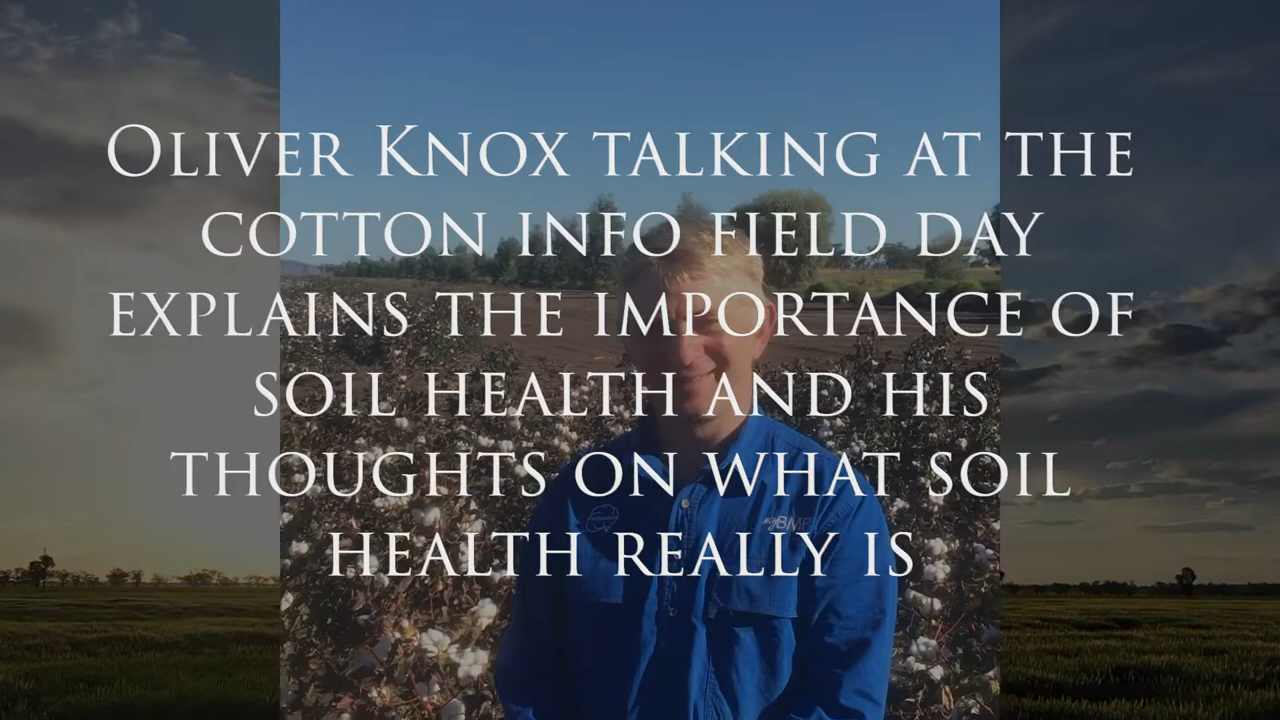 Oliver Knox talking at the
cotton info field day
explains the importance of
soil health and his
thoughts on what soil
health really is
myBMP